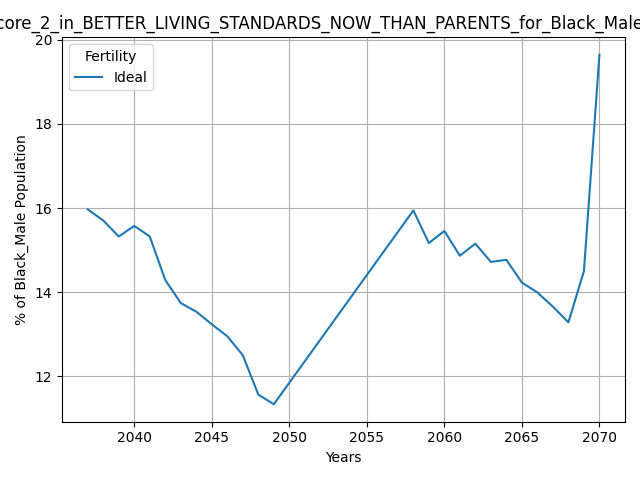 core_2_in_BETTER_LIVING_STANDARDS_NOW_THAN_PARENTS_for_Black_Male
Fertility
Ideal
% of Black_Male Population
20
18
16
14
12
2040 2045 2050 2055 2060 2065 2070
Years